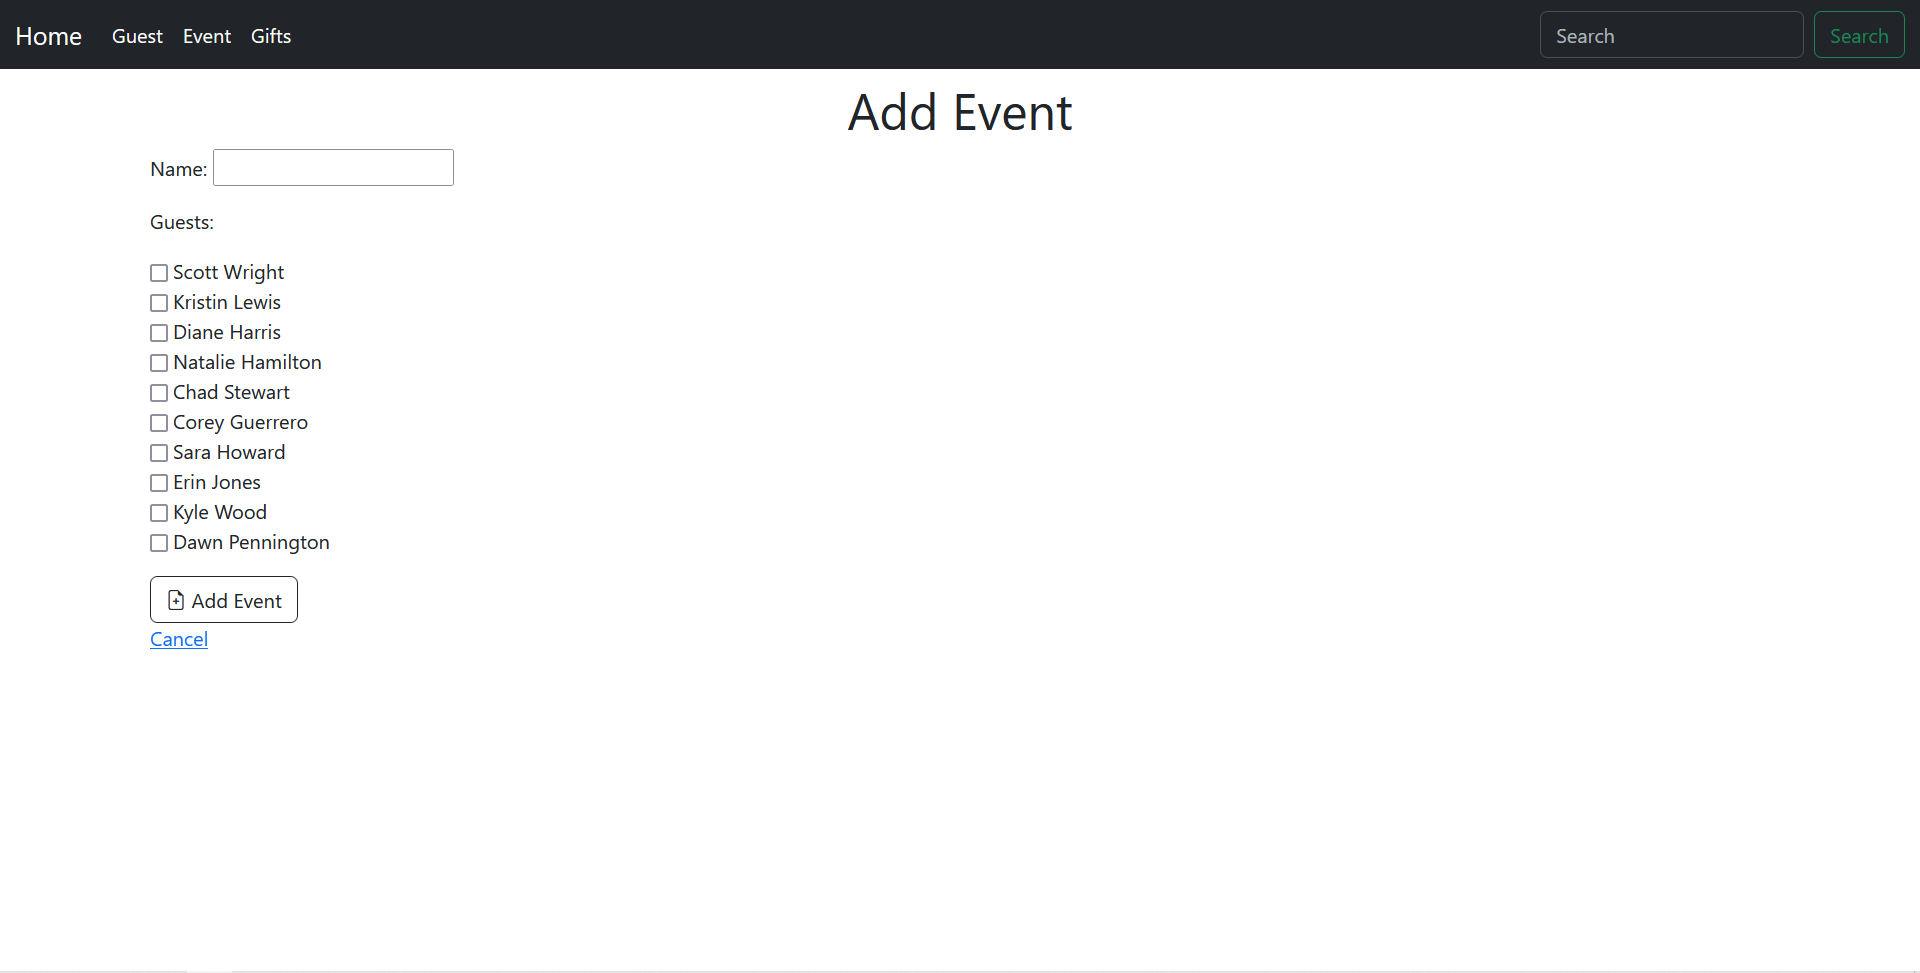 Home Guest Event Gifts Search Search
Add Event
Name:
Guests:
Scott Wright
Kristin Lewis
Diane Harris
Natalie Hamilton
Chad Stewart
Corey Guerrero
Sara Howard
Erin Jones
Kyle Wood
Dawn Pennington
Add Event
Cancel